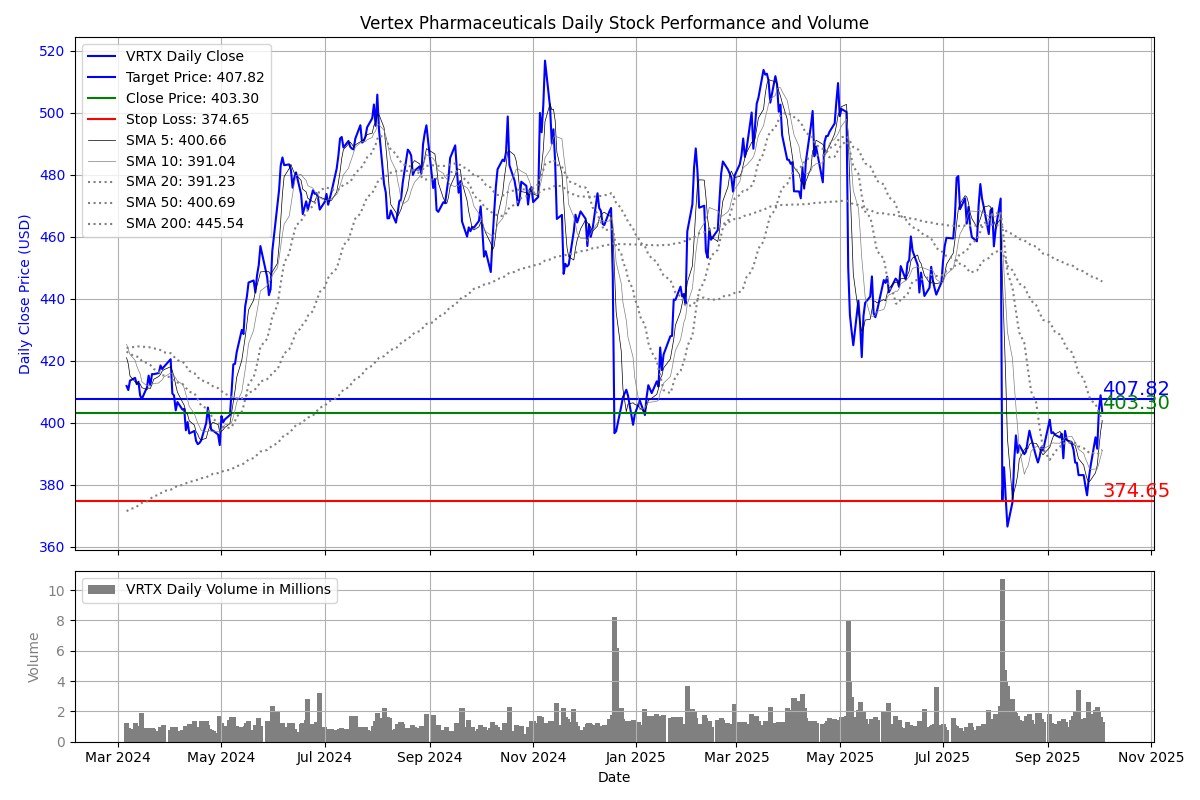 Vertex Pharmaceuticals Daily Stock Performance and Volume
520
500
480
460
440
420
400
380
360
Daily Close Price (USD)
VRTX Daily Close
Target Price: 407.82
Close Price: 403.30
Stop Loss: 374.65
SMA 5: 400.66
SMA 10: 391.04
SMA 20: 391.23
SMA 50: 400.69
SMA 200: 445.54
407.82
403.30
374.65
10
8
6
4
2
0
Volume
VRTX Daily Volume in Millions
Mar 2024
May 2024
Jul 2024
Sep 2024
Nov 2024
Jan 2025
Mar 2025
May 2025
Jul 2025
Sep 2025
Nov 2025
Date